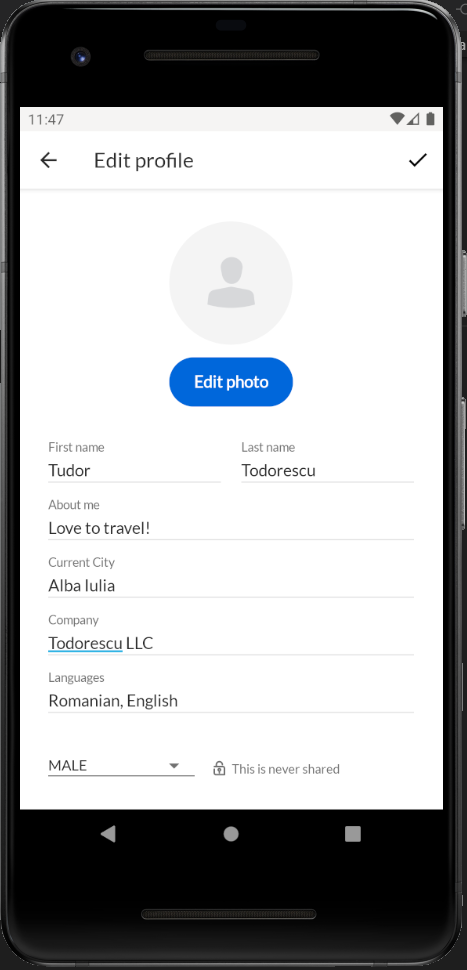 11:47
Edit profile
Edit photo
First name
Last name
Tudor
Todorescu
About me
Love to travel!
Current City
Alba Iulia
Company
Todorescu LLC
Languages
Romanian, English
MALE
This is never shared